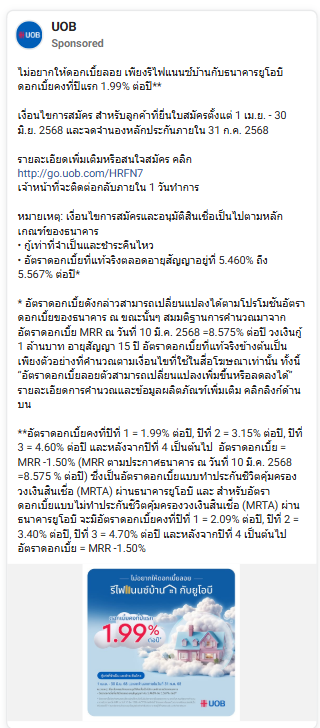 UOB
UOB
Sponsored
ไม่อยากให้ดอกเบี้ยลอย เพียงรีไฟแนนซ์บ้านกับธนาคารยูโอบี
ดอกเบี้ยคงที่ปีแรก 1.99% ต่อปี**
เงื่อนไขการสมัคร สำหรับลูกค้าที่ยื่นใบสมัครตั้งแต่ 1 เม.ย. - 30
มิ.ย. 2568 และจดจำนองหลักประกันภายใน 31 ก.ค. 2568
รายละเอียดเพิ่มเติมหรือสนใจสมัคร คลิก
http://go.uob.com/HRFN7
เจ้าหน้าที่จะติดต่อกลับภายใน 1 วันทำการ
หมายเหตุ: เงื่อนไขการสมัครและอนุมัติสินเชื่อเป็นไปตามหลัก
เกณฑ์ของธนาคาร
• กู้เท่าที่จำเป็นและชำระคืนไหว
• อัตราดอกเบี้ยที่แท้จริงตลอดอายุสัญญาอยู่ที่ 5.460% ถึง
5.567% ต่อปี*
* อัตราดอกเบี้ยดังกล่าวสามารถเปลี่ยนแปลงได้ตามโปรโมชั่นอัตรา
ดอกเบี้ยของธนาคาร ณ ขณะนั้นๆ สมมติฐานการคำนวณมาจาก
อัตราดอกเบี้ย MRR ณ วันที่ 10 มี.ค. 2568 =8.575% ต่อปี วงเงินกู้
1 ล้านบาท อายุสัญญา 15 ปี อัตราดอกเบี้ยที่แท้จริงข้างต้นเป็น
เพียงตัวอย่างที่คำนวณตามเงื่อนไขที่ใช้ในสื่อโฆษณาเท่านั้น ทั้งนี้
"อัตราดอกเบี้ยลอยตัวสามารถเปลี่ยนแปลงเพิ่มขึ้นหรือลดลงได้"
รายละเอียดการคำนวณและข้อมูลผลิตภัณฑ์เพิ่มเติม คลิกลิงก์ด้าน
บน
**อัตราดอกเบี้ยคงที่ปีที่ 1 = 1.99% ต่อปี, ปีที่ 2 = 3.15% ต่อปี, ปีที่
3 = 4.60% ต่อปี และหลังจากปีที่ 4 เป็นต้นไป อัตราดอกเบี้ย =
MRR -1.50% (MRR ตามประกาศธนาคาร ณ วันที่ 10 มี.ค. 2568
=8.575 % ต่อปี) ซึ่งเป็นอัตราดอกเบี้ยแบบทำประกันชีวิตคุ้มครอง
วงเงินสินเชื่อ (MRTA) ผ่านธนาคารยูโอบี และ สำหรับอัตรา
ดอกเบี้ยแบบไม่ทำประกันชีวิตคุ้มครองวงเงินสินเชื่อ (MRTA) ผ่าน
ธนาคารยูโอบี จะมีอัตราดอกเบี้ยคงที่ปีที่ 1 = 2.09% ต่อปี, ปีที่ 2 =
3.40% ต่อปี, ปีที่ 3 = 4.70% ต่อปี และหลังจากปีที่ 4 เป็นต้นไป
อัตราดอกเบี้ย = MRR -1.50%
ไม่อยากให้ดอกเบี้ยลอย
รีไฟแนนซ์บ้าน กับยูโอบี
ดอกเบี้ยคงที่ปีแรก
1.99%
ต่อปี
UOB